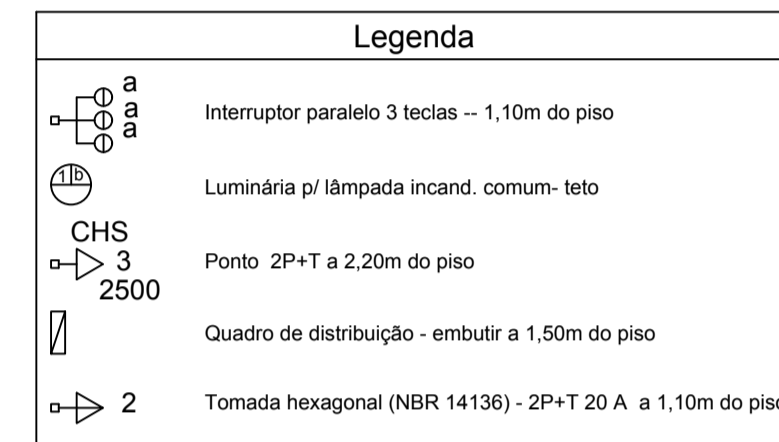 Legenda
a
a
a
Interruptor paralelo 3 teclas -- 1,10m do piso
1 b
Luminária p/ lâmpada incand. comum- teto
CHS
3
2500
Ponto 2P+T a 2,20m do piso
Quadro de distribuição - embutir a 1,50m do piso
2
Tomada hexagonal (NBR 14136) - 2P+T 20 A a 1,10m do piso